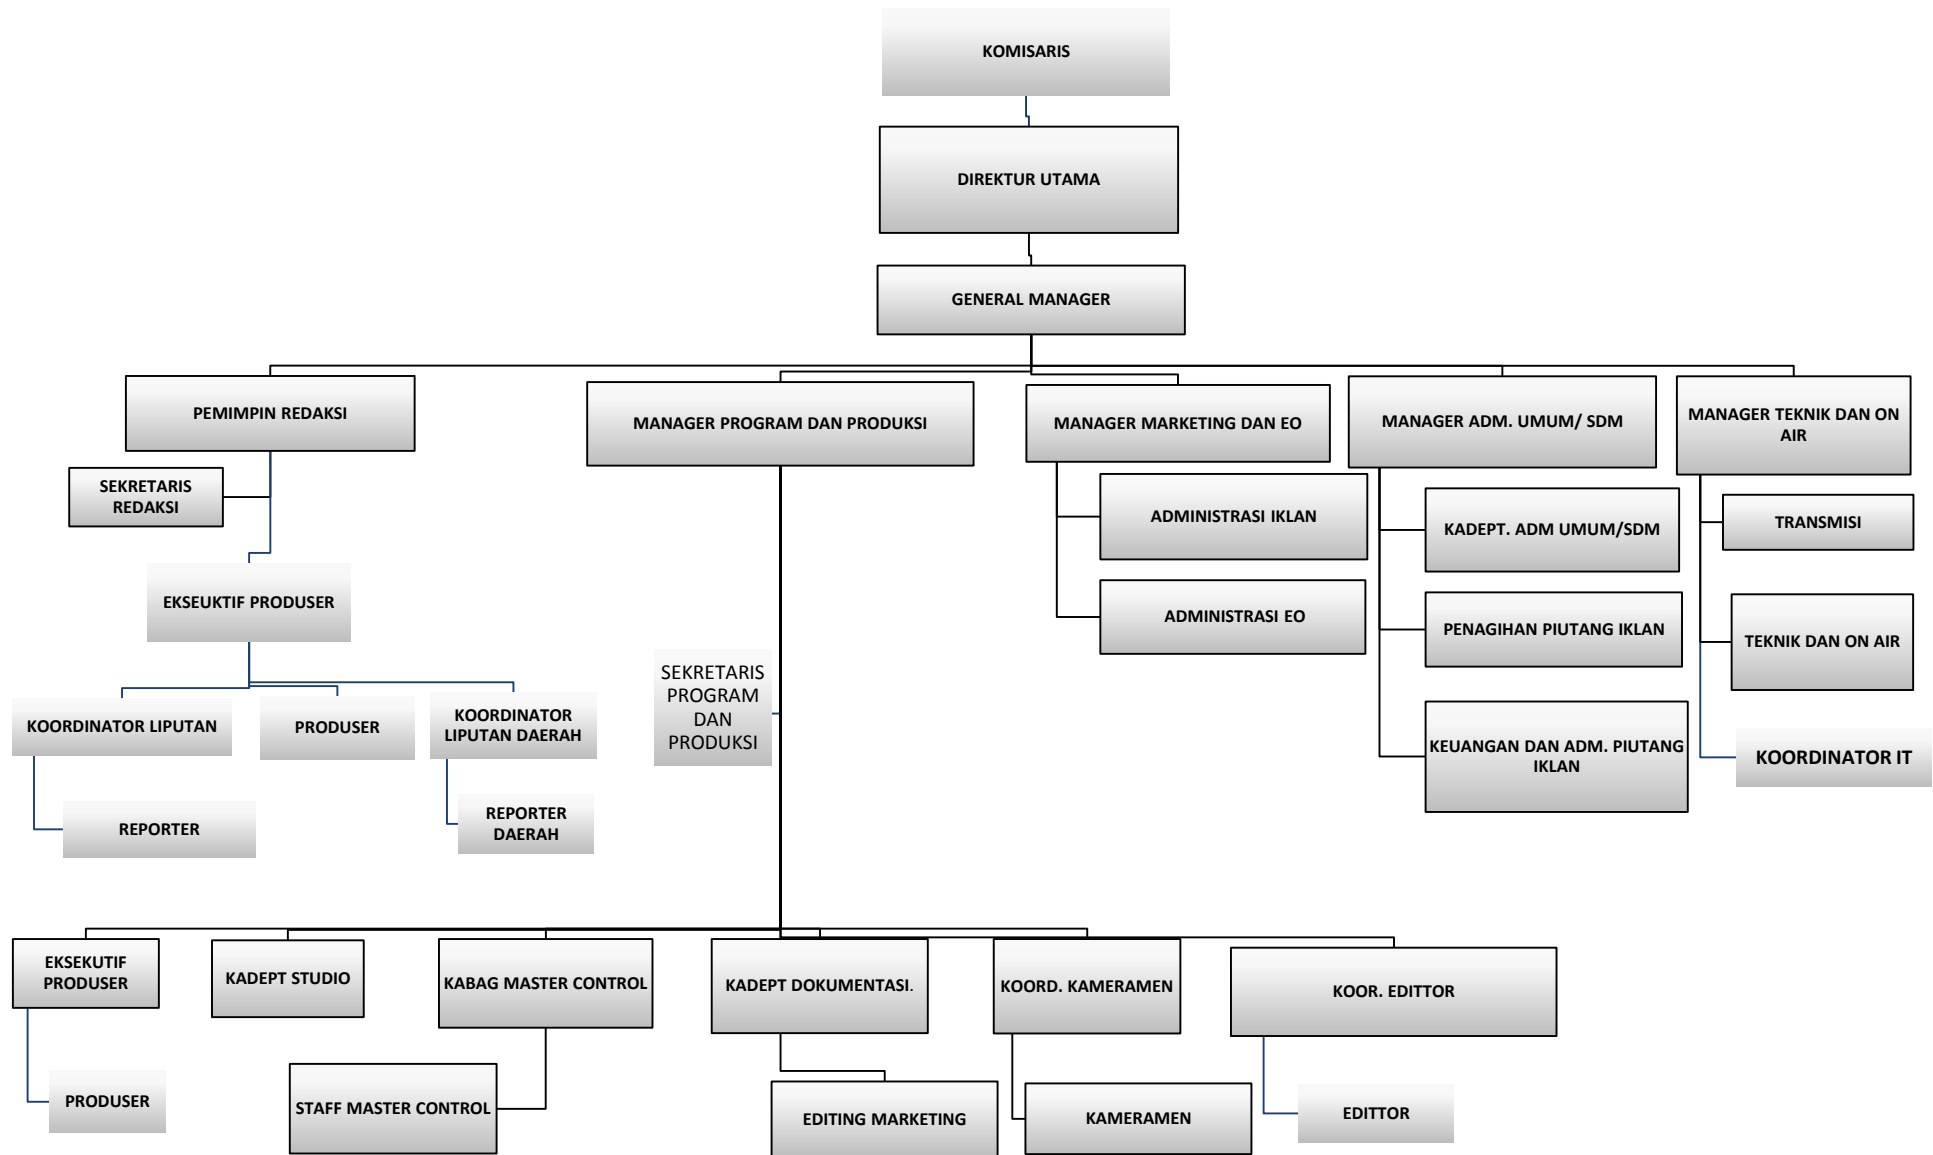 KOMISARIS
DIREKTUR UTAMA
GENERAL MANAGER
PEMIMPIN REDAKSI
MANAGER PROGRAM DAN PRODUKSI
MANAGER MARKETING DAN EO
MANAGER ADM. UMUM/ SDM
MANAGER TEKNIK DAN ON
AIR
SEKRETARIS
REDAKSI
ADMINISTRASI IKLAN
KADEPT. ADM UMUM/SDM
TRANSMISI
EKSEUKTIF PRODUSER
ADMINISTRASI EO
PENAGIHAN PIUTANG IKLAN
TEKNIK DAN ON AIR
SEKRETARIS
PROGRAM
DAN
PRODUKSI
KOORDINATOR LIPUTAN
PRODUSER
KOORDINATOR
LIPUTAN DAERAH
KEUANGAN DAN ADM. PIUTANG
IKLAN
KOORDINATOR IT
REPORTER
REPORTER
DAERAH
EKSEKUTIF
PRODUSER
KADEPT STUDIO
KABAG MASTER CONTROL
KADEPT DOKUMENTASI.
KOORD. KAMERAMEN
KOOR. EDITTOR
PRODUSER
STAFF MASTER CONTROL
EDITING MARKETING
KAMERAMEN
EDITTOR